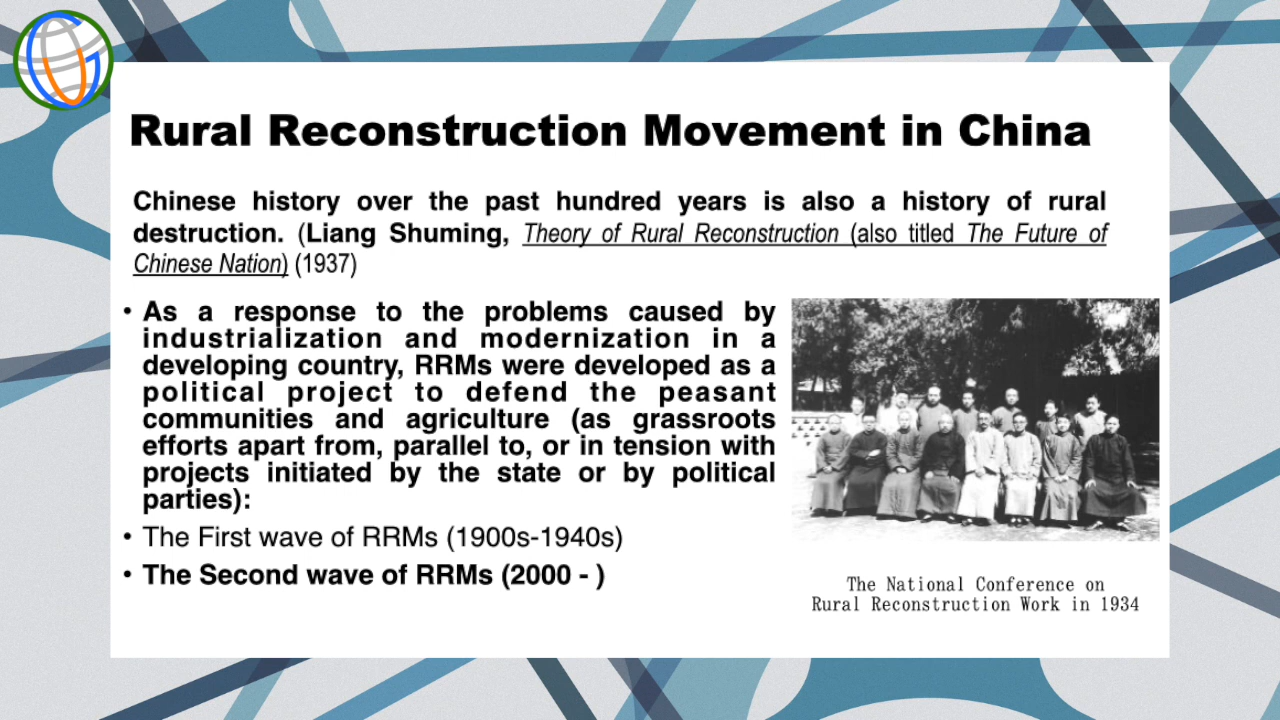 Rural Reconstruction Movement in China
Chinese history over the past hundred years is also a history of rural
destruction. (Liang Shuming, Theory of Rural Reconstruction (also titled The Future of
Chinese Nation) (1937)
• As a response to the problems caused by
industrialization and modernization in a
developing country, RRMs were developed as a
political project to defend the peasant
communities and agriculture (as grassroots
efforts apart from, parallel to, or in tension with
projects initiated by the state or by political
parties):
• The First wave of RRMs (1900s-1940s)
• The Second wave of RRMs (2000 - )
The National Conference on
Rural Reconstruction Work in 1934